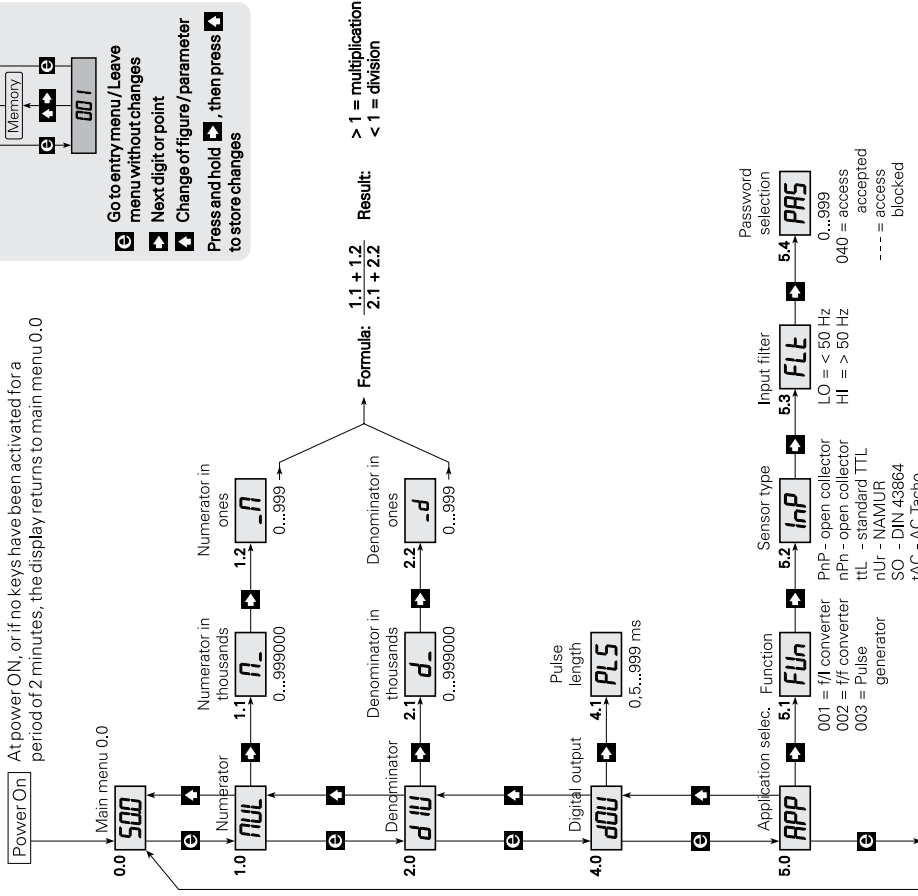 Power On
At power ON, or if no keys have been activated for a
period of 2 minutes, the display returns to main menu 0.0
Memory
001
Go to entry menu / Leave
menu without changes
Next digit or point
Change of figure / parameter
Press and hold , then press
to store changes
Main menu 0.0
0.0
50.0
Numerator
1.0
NUL
Numerator in
thousands
1.1
n_
0...999000
Numerator in
ones
1.2
_n
0...999
Denominator
2.0
dIU
Denominator in
thousands
2.1
d_
0...999000
Denominator in
ones
2.2
_d
0...999
Formula:
1.1 + 1.2
2.1 + 2.2
Result:
> 1 = multiplication
< 1 = division
Digital output
4.0
dOU
Pulse
length
4.1
PLS
0,5...999 ms
Application selec.
5.0
APP
Function
5.1
FUn
001 = f/I converter
002 = f/f converter
003 = Pulse
generator
Sensor type
5.2
InP
PnP - open collector
nPn - open collector
ttL - standard TTL
nUr - NAMUR
SO - DIN 43864
tAC - AC Tacho
Input filter
5.3
FLt
LO = < 50 Hz
HI = > 50 Hz
Password
selection
5.4
PAS
0...999
040 = access
accepted
--- = access
blocked